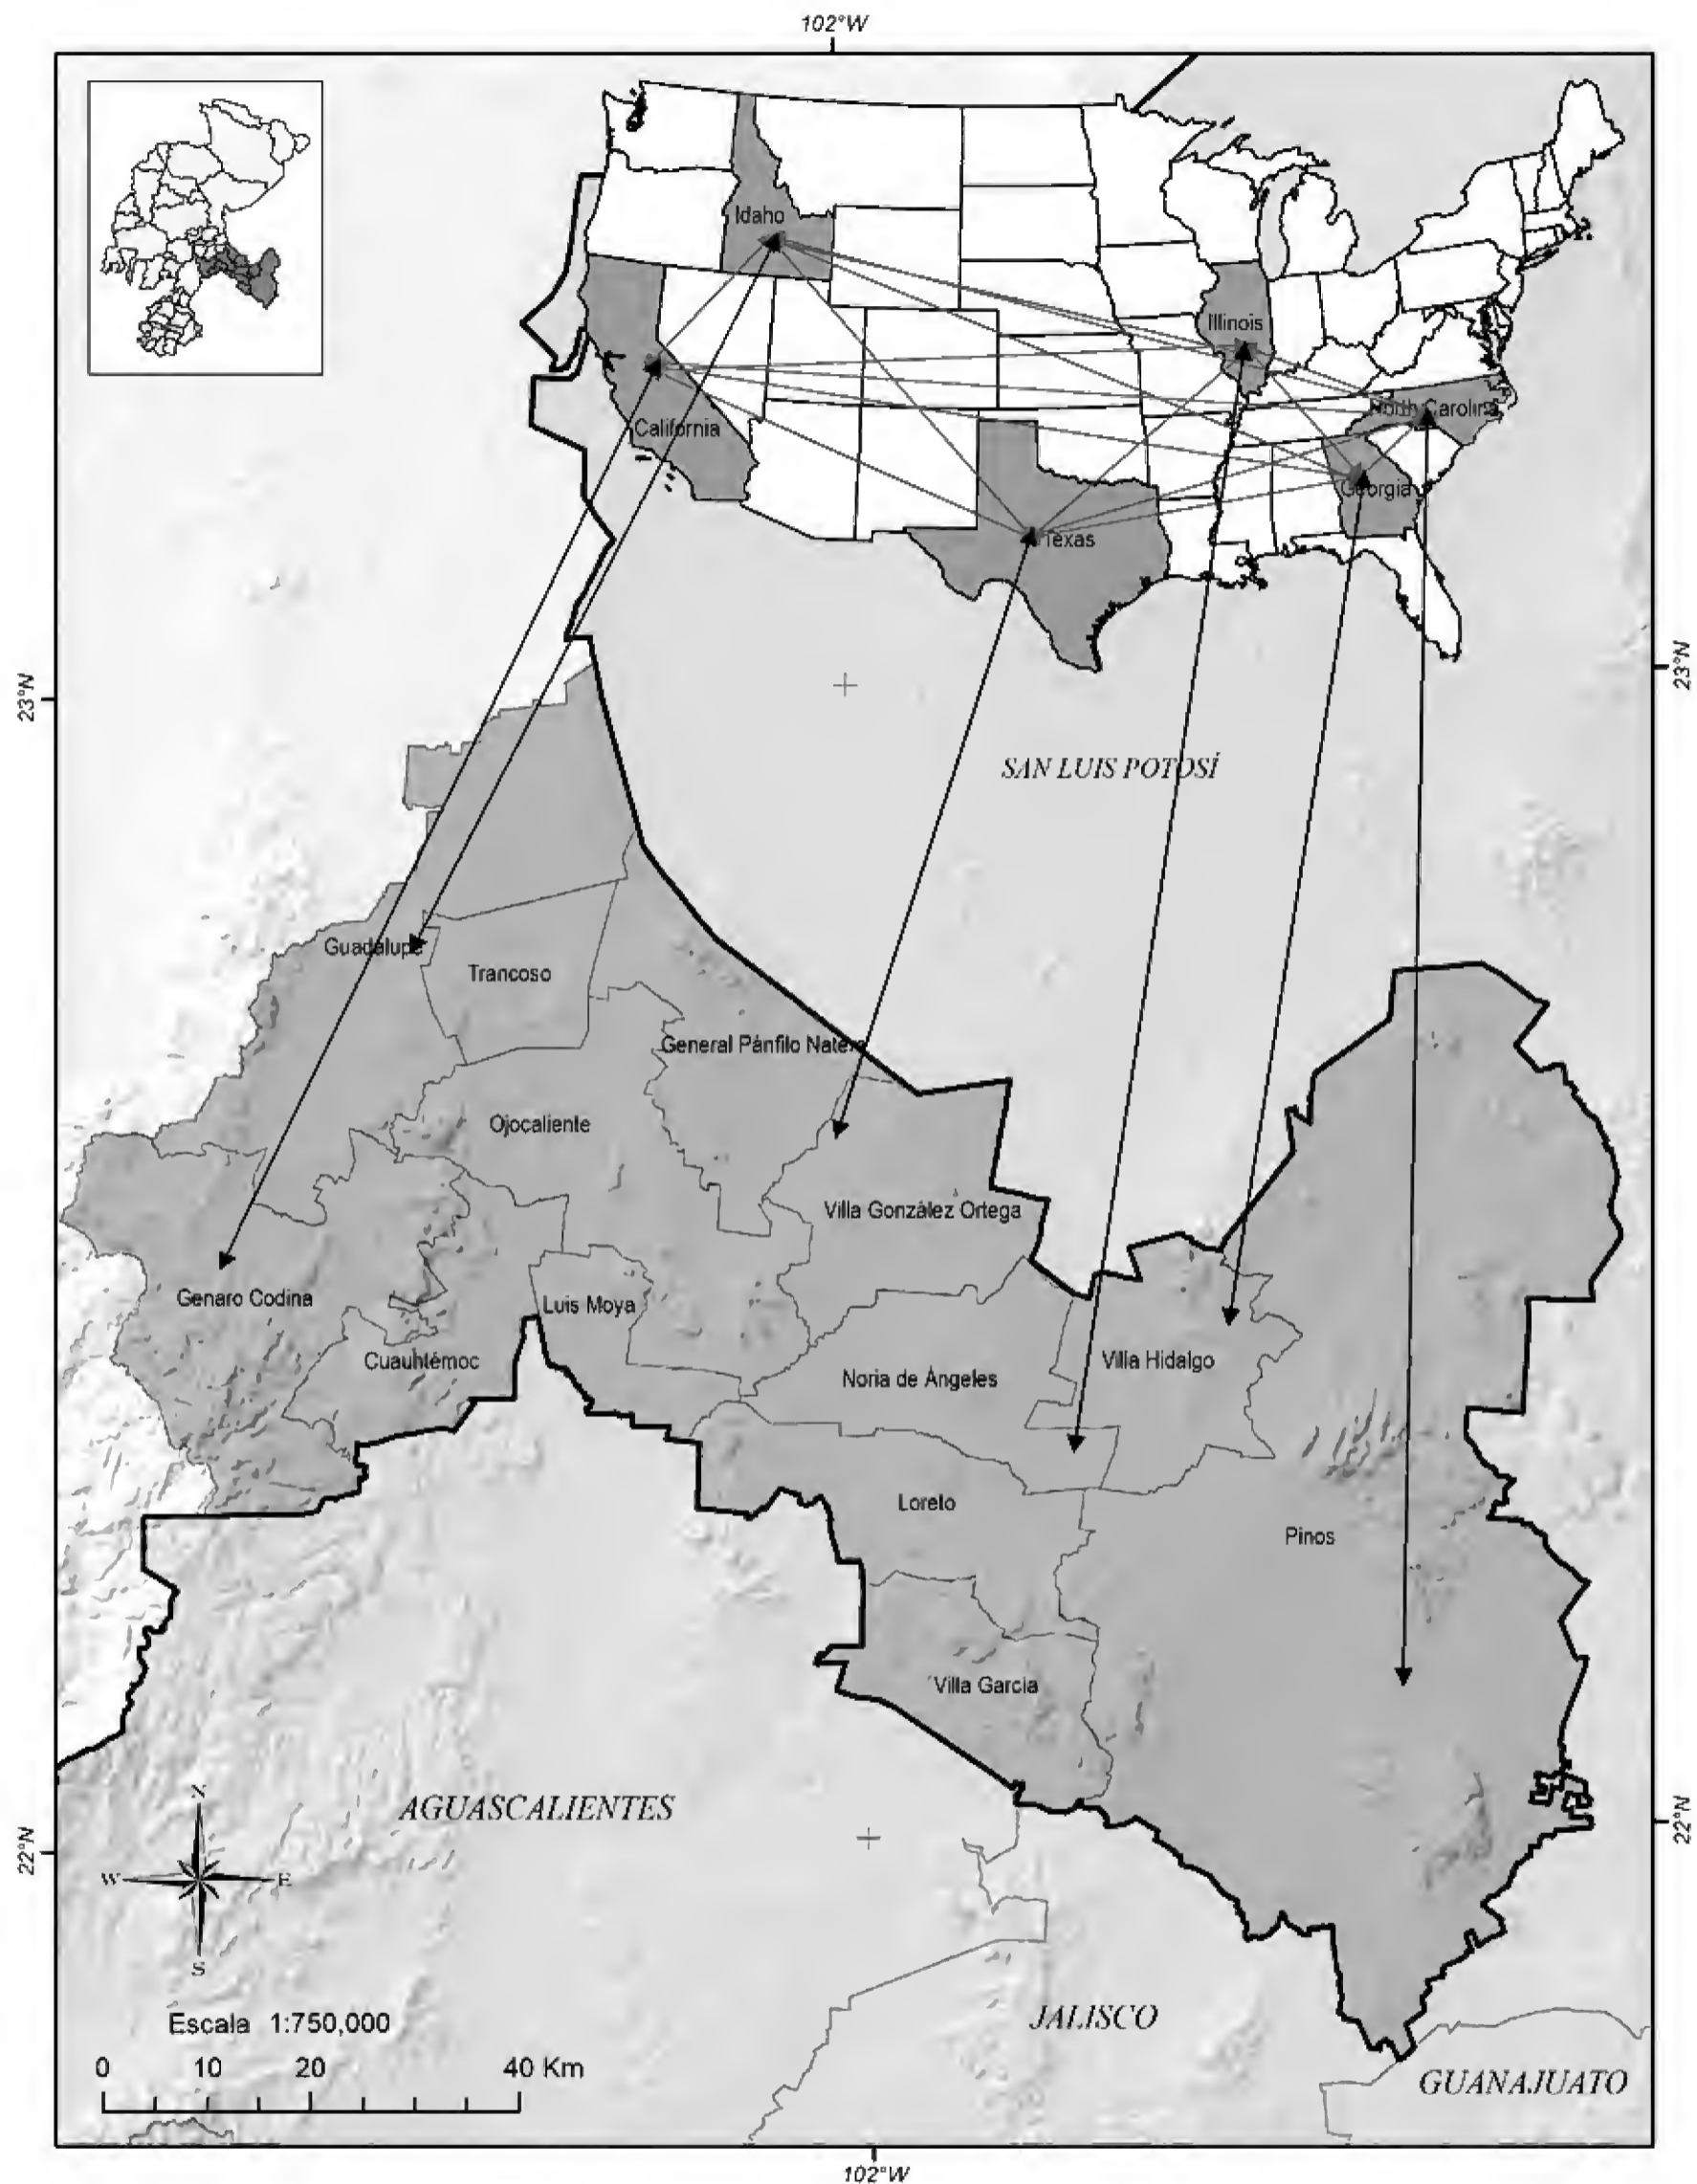 102°W
Idaho
Illinois
North Carolina
California
Georgia
Texas
23°N
23°N
SAN LUIS POTOSÍ
Guadalupe
Trancoso
General Pánfilo Natera
Ojocaliente
Villa González Ortega
Genaro Codina
Luis Moya
Cuauhtémoc
Villa Hidalgo
Noria de Ángeles
Loreto
Pinos
Villa García
N
AGUASCALIENTES
22°N
22°N
W
E
S
Escala 1:750,000
JALISCO
0 10 20 40 Km
GUANAJUATO
102°W